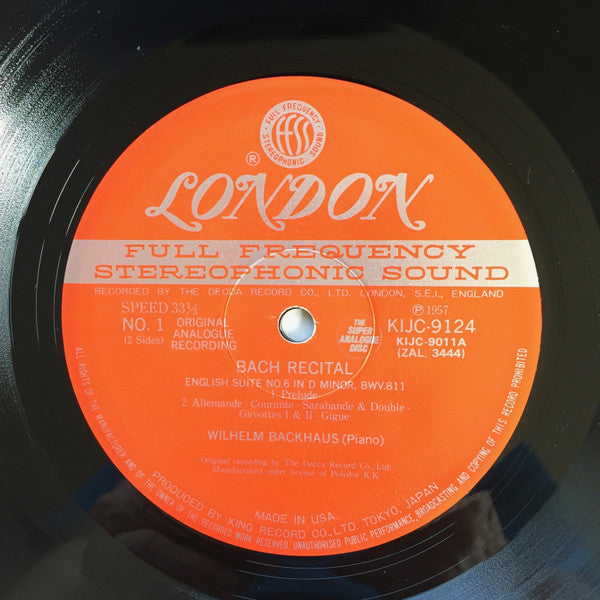 FULL FREQUENCY
FFSS
STEREOPHONIC SOUND
®
LONDON
FULL FREQUENCY
STEREOPHONIC SOUND
RECORDED BY THE DECCA RECORD CO., LTD. LONDON, S.E.I., ENGLAND
SPEED 33⅓
℗ 1957
NO. 1
(2 Sides)
ORIGINAL
ANALOGUE
RECORDING
THE
SUPER
ANALOGUE
DISC
KIJC-9124
KIJC-9011A
(ZAL. 3444)
BACH RECITAL
ENGLISH SUITE NO.6 IN D MINOR, BWV.811
1. Prelude
2. Allemande · Courante · Sarabande & Double ·
Gavottes I & II · Gigue
WILHELM BACKHAUS (Piano)
Original recording by The Decca Record Co., Ltd.
Manufactured under license of Polydor K.K.
MADE IN U.S.A.
PRODUCED BY KING RECORD CO., LTD. TOKYO, JAPAN
ALL RIGHTS OF THE MANUFACTURER AND OF THE OWNER OF THE RECORDED WORK RESERVED. UNAUTHORISED PUBLIC PERFORMANCE, BROADCASTING AND COPYING OF THIS RECORD PROHIBITED